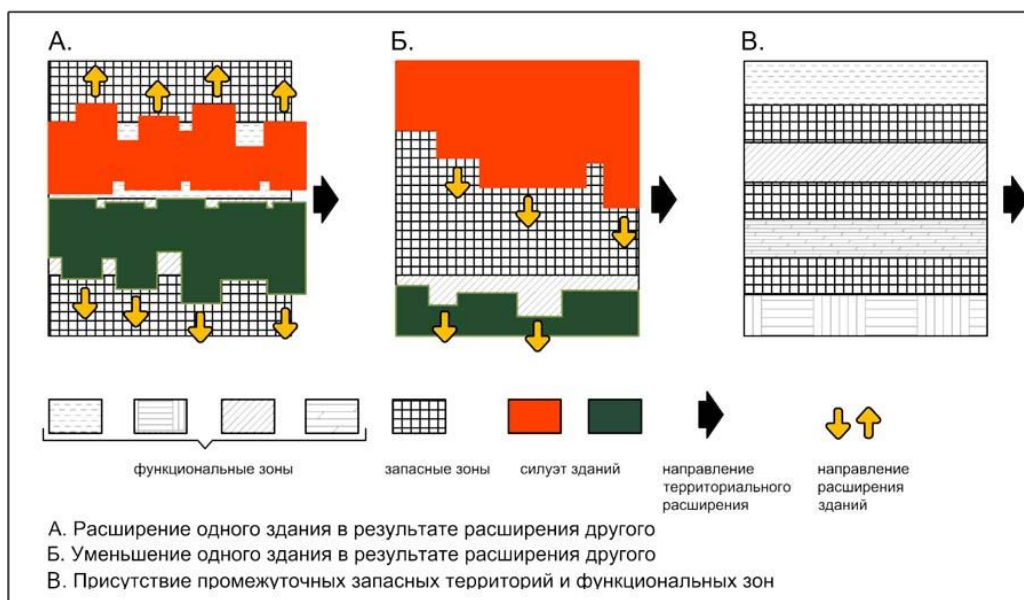 А.
Б.
В.
функциональные зоны
запасные зоны
силуэт зданий
направление
территориального
расширения
направление
расширения
зданий
А. Расширение одного здания в результате расширения другого
Б. Уменьшение одного здания в результате расширения другого
В. Присутствие промежуточных запасных территорий и функциональных зон